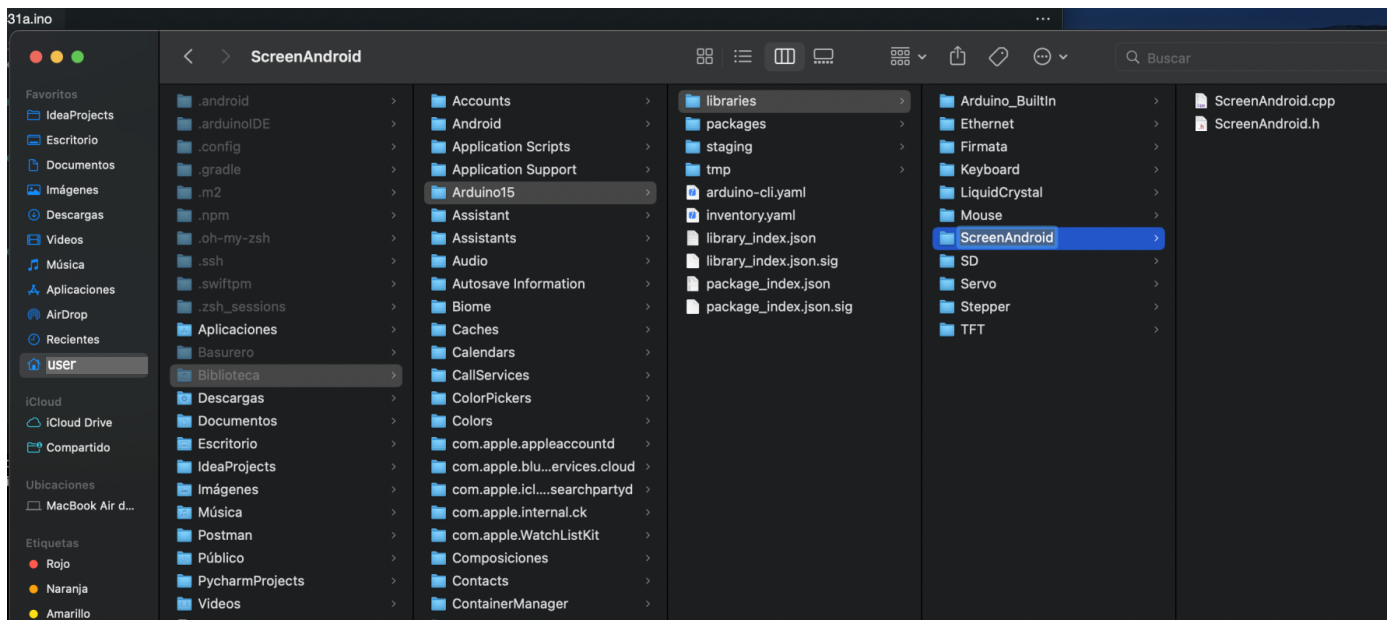 31a.ino
ScreenAndroid
Buscar
Favoritos
IdeaProjects
Escritorio
Documentos
Imágenes
Descargas
Videos
Música
Aplicaciones
AirDrop
Recientes
user
iCloud
iCloud Drive
Compartido
Ubicaciones
MacBook Air d...
Etiquetas
Rojo
Naranja
Amarillo
.android
.arduinoIDE
.config
.gradle
.m2
.npm
.oh-my-zsh
.ssh
.swiftpm
.zsh_sessions
Aplicaciones
Basurero
Biblioteca
Descargas
Documentos
Escritorio
IdeaProjects
Imágenes
Música
Postman
Público
PycharmProjects
Videos
Accounts
Android
Application Scripts
Application Support
Arduino15
Assistant
Assistants
Audio
Autosave Information
Biome
Caches
Calendars
CallServices
ColorPickers
Colors
com.apple.appleaccountd
com.apple.blu...ervices.cloud
com.apple.icl....searchpartyd
com.apple.internal.ck
com.apple.WatchListKit
Composiciones
Contacts
ContainerManager
libraries
packages
staging
tmp
arduino-cli.yaml
inventory.yaml
library_index.json
library_index.json.sig
package_index.json
package_index.json.sig
Arduino_BuiltIn
Ethernet
Firmata
Keyboard
LiquidCrystal
Mouse
ScreenAndroid
SD
Servo
Stepper
TFT
ScreenAndroid.cpp
ScreenAndroid.h